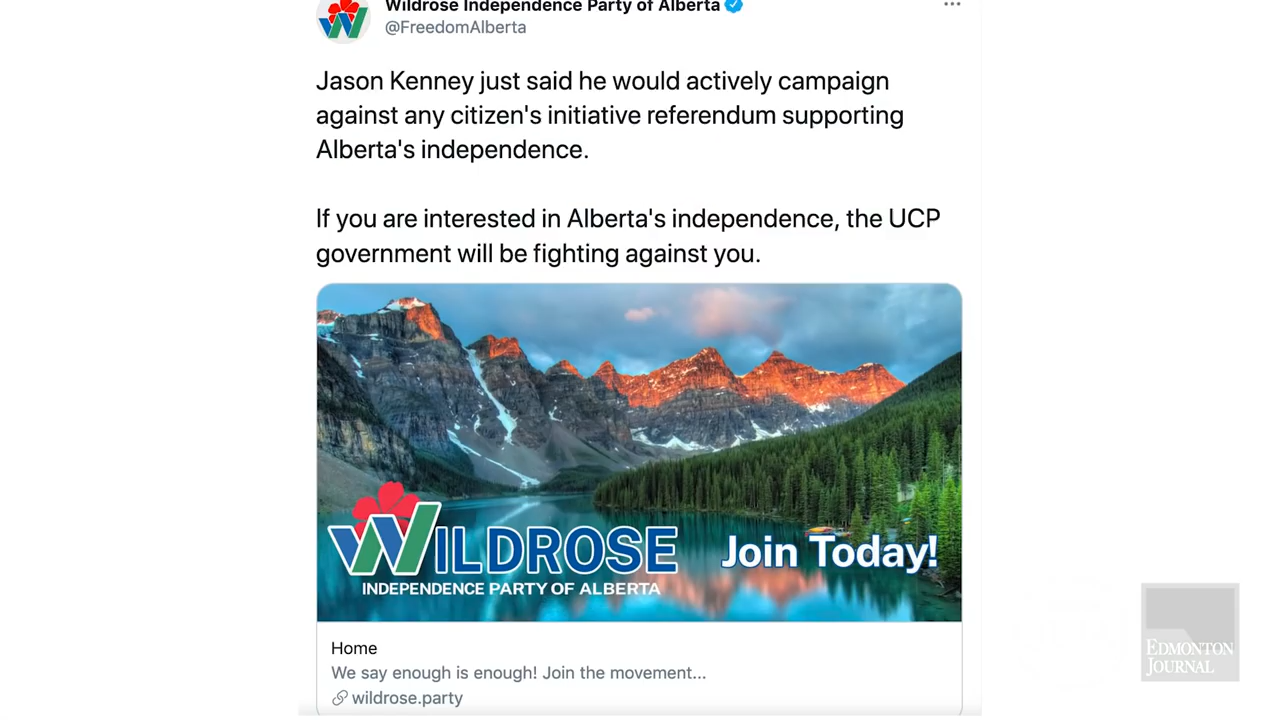 Wildrose Independence Party of Alberta
@FreedomAlberta
Jason Kenney just said he would actively campaign
against any citizen's initiative referendum supporting
Alberta's independence.
If you are interested in Alberta's independence, the UCP
government will be fighting against you.
WILDROSE
INDEPENDENCE PARTY OF ALBERTA
Join Today!
Home
We say enough is enough! Join the movement...
wildrose.party
EDMONTON
JOURNAL